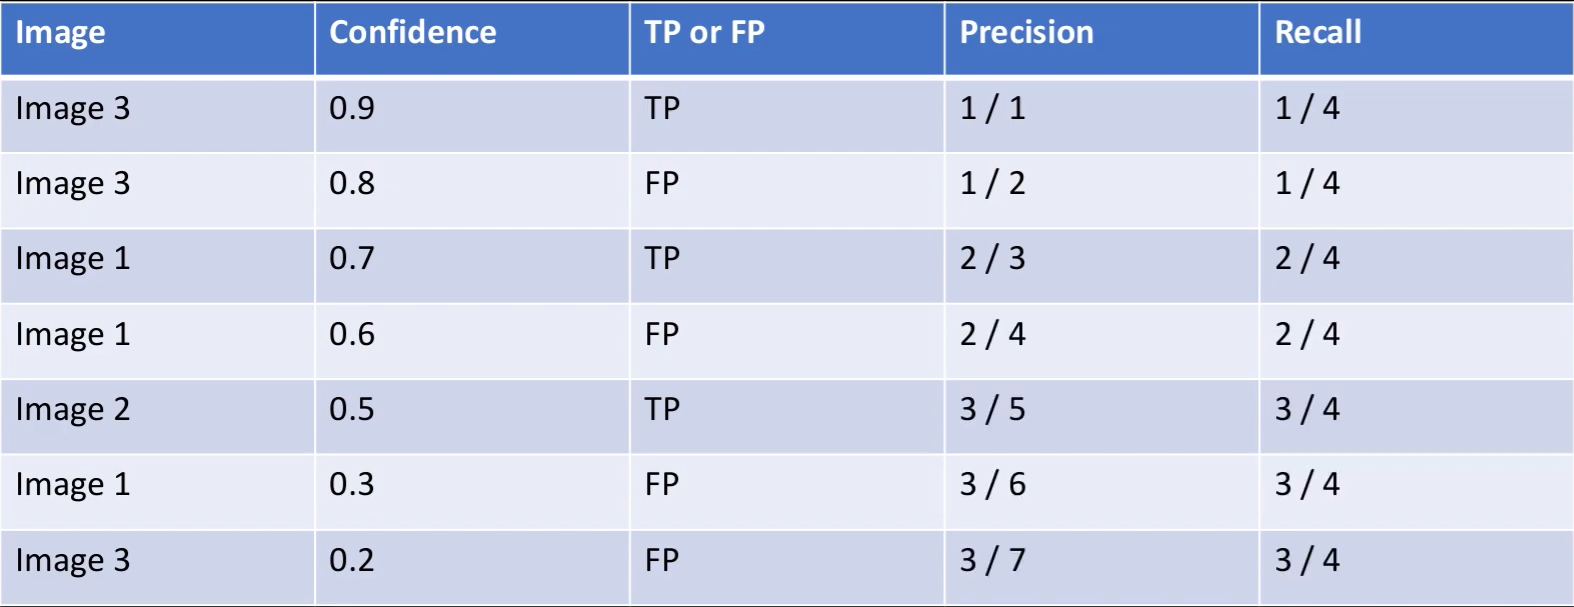 Image Confidence TP or FP Precision Recall
Image 3 0.9 TP 1 / 1 1 / 4
Image 3 0.8 FP 1 / 2 1 / 4
Image 1 0.7 TP 2 / 3 2 / 4
Image 1 0.6 FP 2 / 4 2 / 4
Image 2 0.5 TP 3 / 5 3 / 4
Image 1 0.3 FP 3 / 6 3 / 4
Image 3 0.2 FP 3 / 7 3 / 4